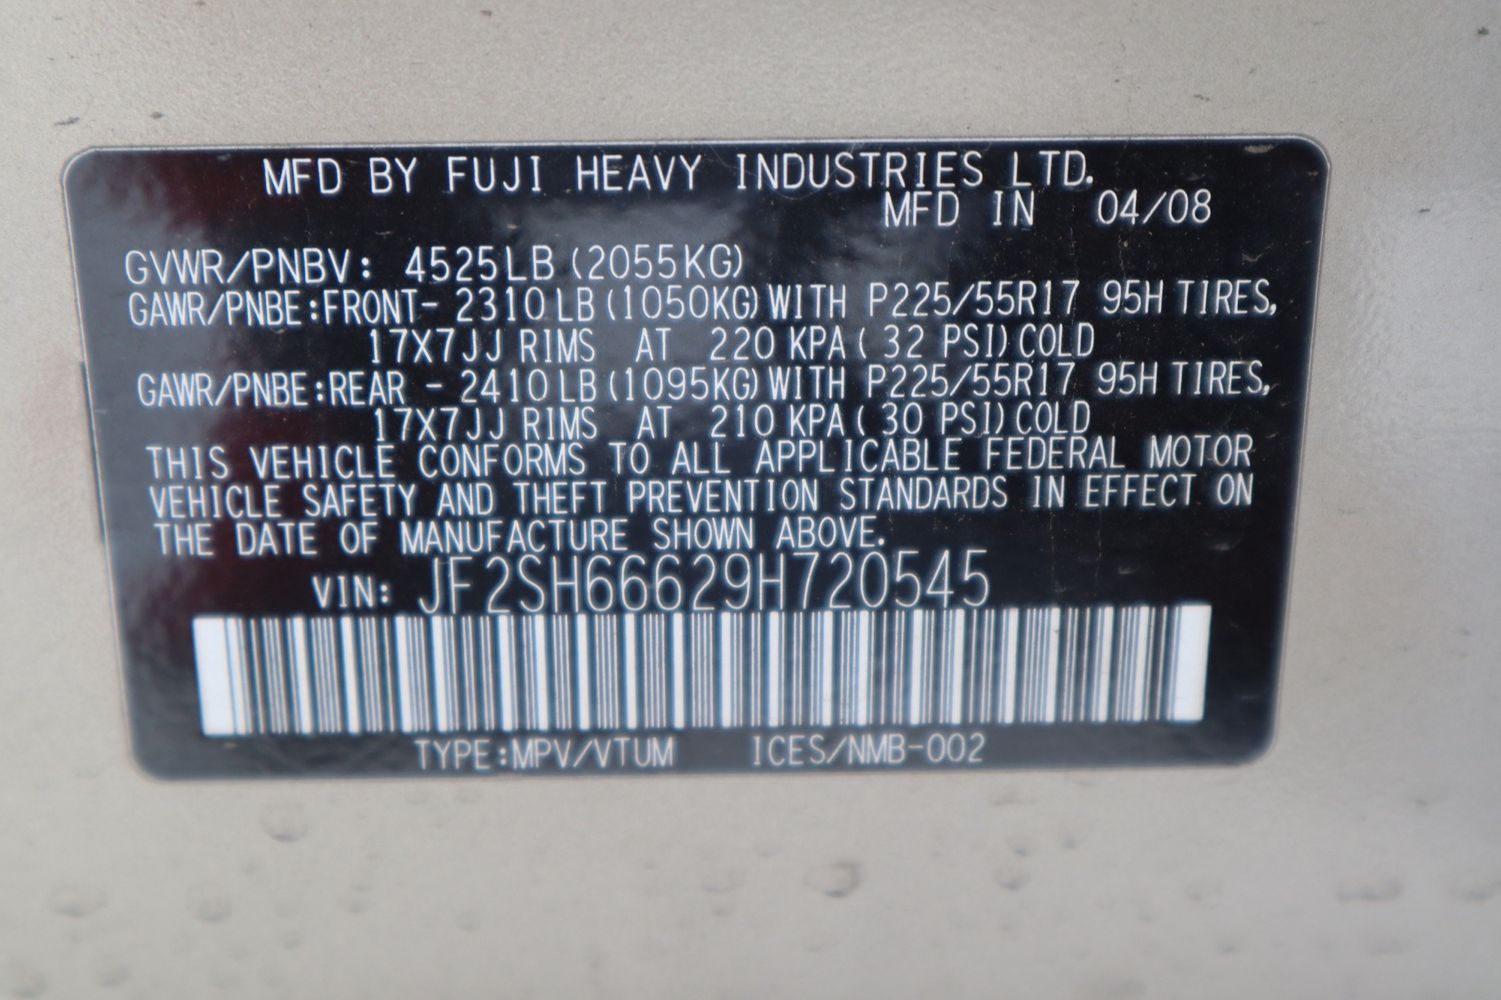 MFD BY FUJI HEAVY INDUSTRIES LTD.
MFD IN 04/08
GVWR/PNBV: 4525LB (2055KG)
GAWR/PNBE:FRONT- 2310 LB (1050KG) WITH P225/55R17 95H TIRES,
17X7JJ RIMS AT 220 KPA ( 32 PSI) COLD
GAWR/PNBE:REAR - 2410 LB (1095KG) WITH P225/55R17 95H TIRES,
17X7JJ RIMS AT 210 KPA ( 30 PSI) COLD
THIS VEHICLE CONFORMS TO ALL APPLICABLE FEDERAL MOTOR
VEHICLE SAFETY AND THEFT PREVENTION STANDARDS IN EFFECT ON
THE DATE OF MANUFACTURE SHOWN ABOVE.
VIN: JF2SH66629H720545
TYPE:MPV/VTUM ICES/NMB-002